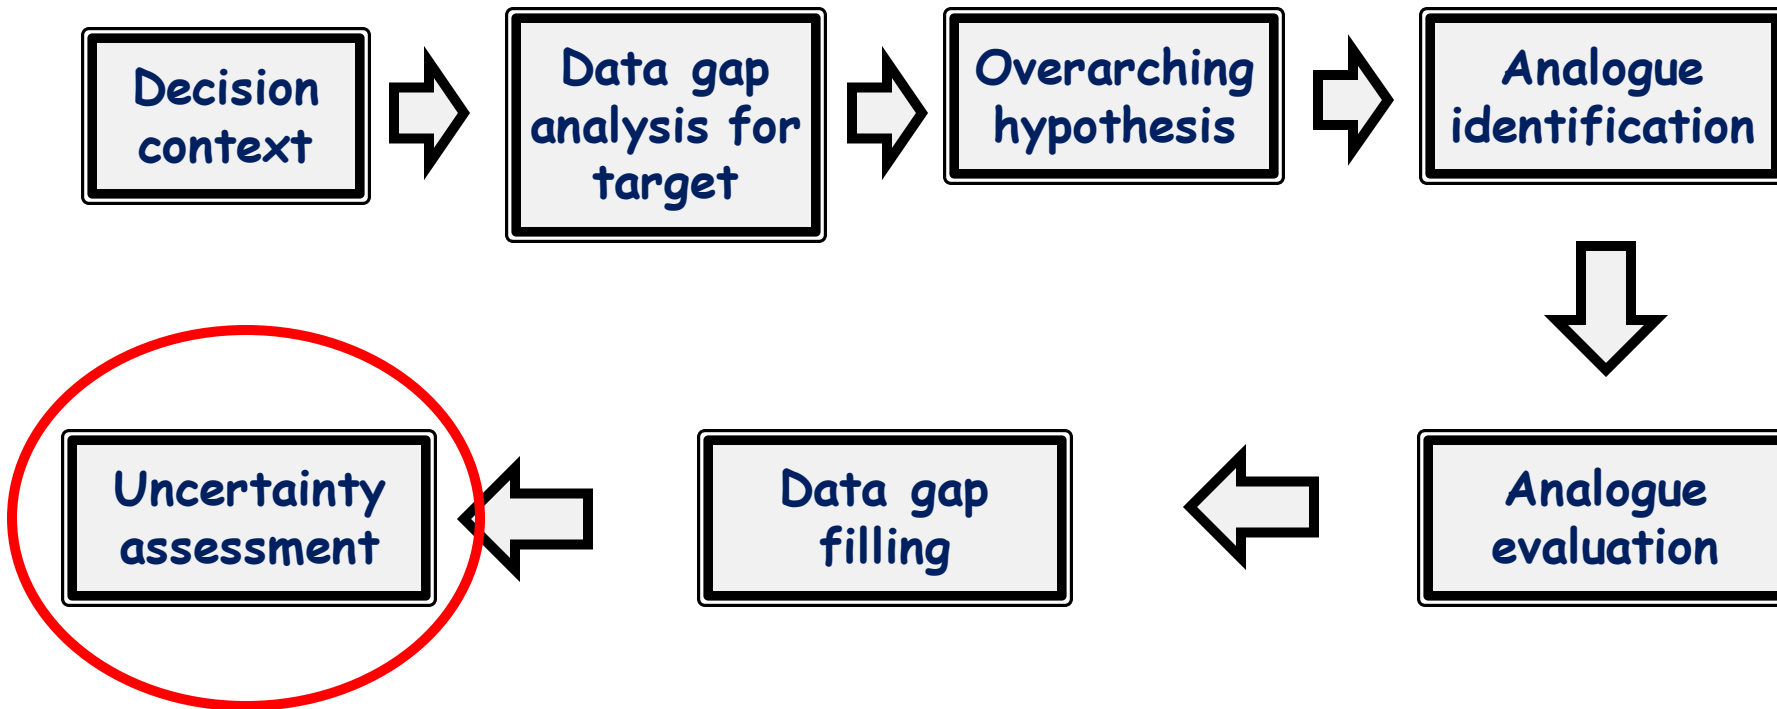 Decision
context
Data gap
analysis for
target
Overarching
hypothesis
Analogue
identification
Uncertainty
assessment
Data gap
filling
Analogue
evaluation